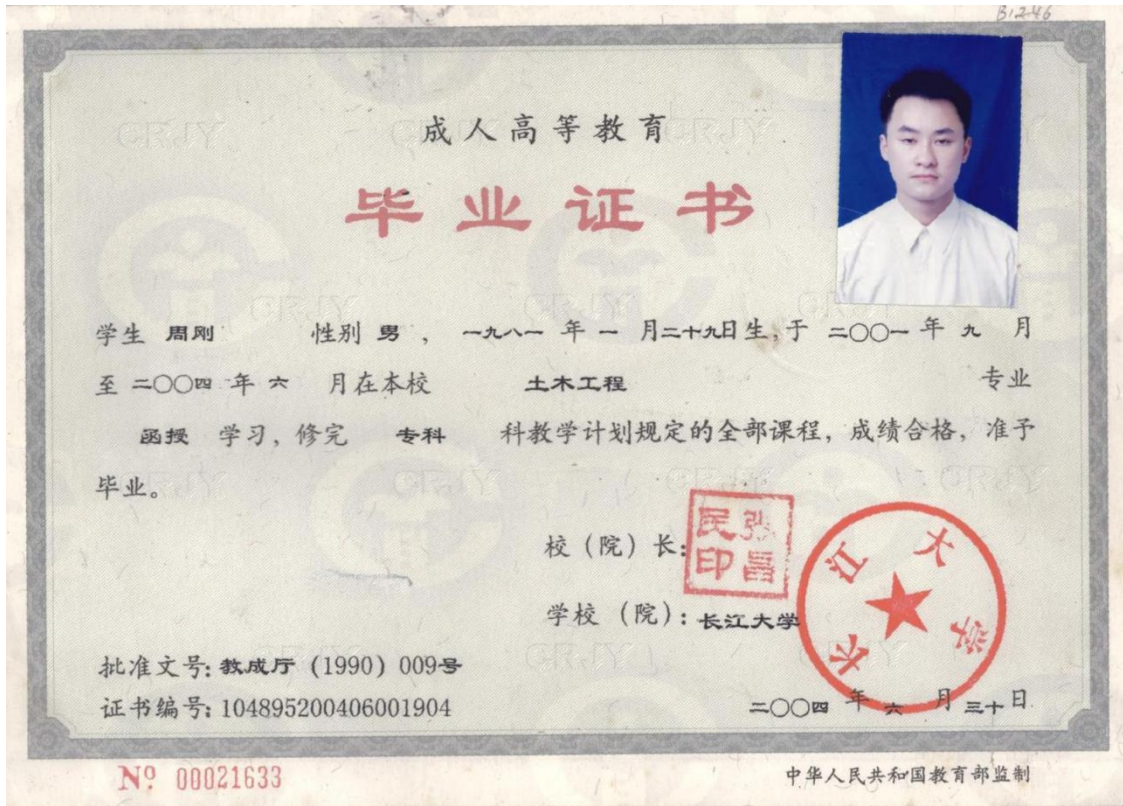 B1246
成人高等教育
毕业证书
学生 周刚 性别 男 , 一九八一 年 一 月二十九日生,于 二〇〇一 年 九 月
至 二〇〇四 年 六 月在本校 土木工程 专业
函授 学习, 修完 专科 科教学计划规定的全部课程, 成绩合格, 准予
毕业。
校 (院) 长:
张昌民印
学校 (院): 长江大学
长江大学
批准文号: 教成厅 (1990) 009号
证书编号: 104895200406001904
二〇〇四 年 六 月 三十 日
Nº 00021633
中华人民共和国教育部监制